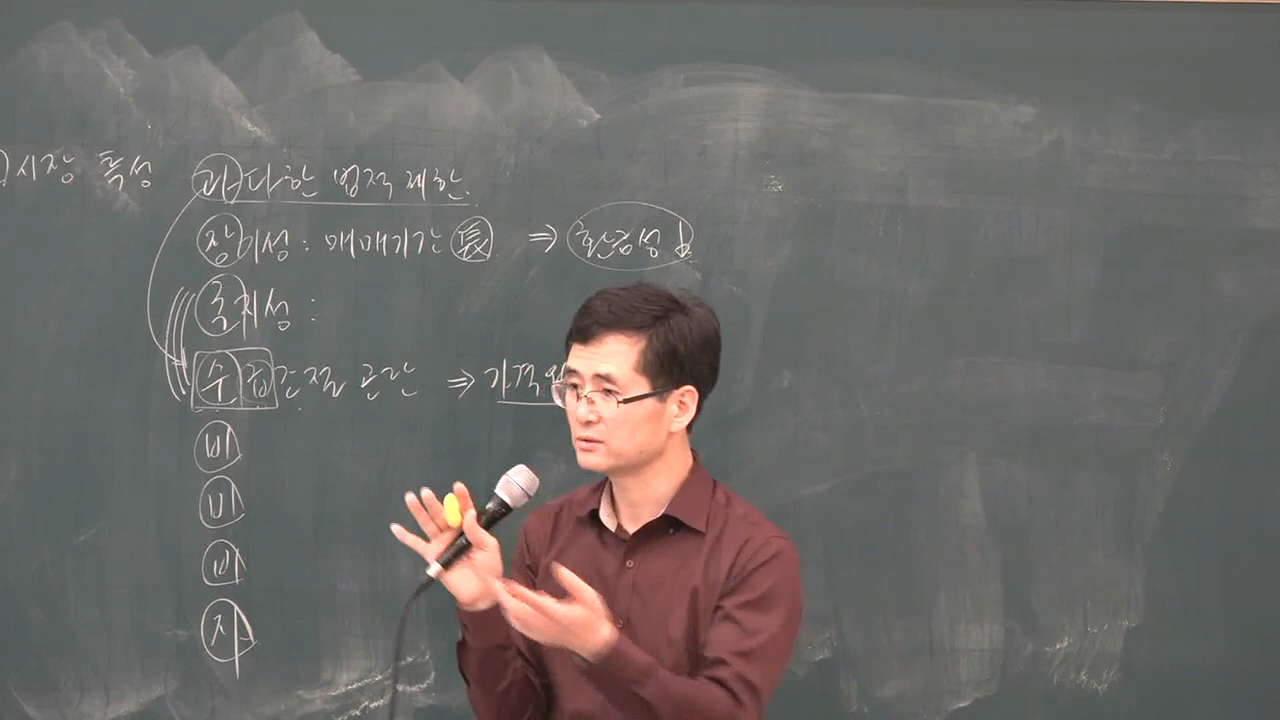 시장 특성 과다한 법적 제한.
장기성 : 매매기간 長 ⇒ 환금성 ↓
국지성 :
수급조절 곤란 ⇒ 가격
비
비
비
자